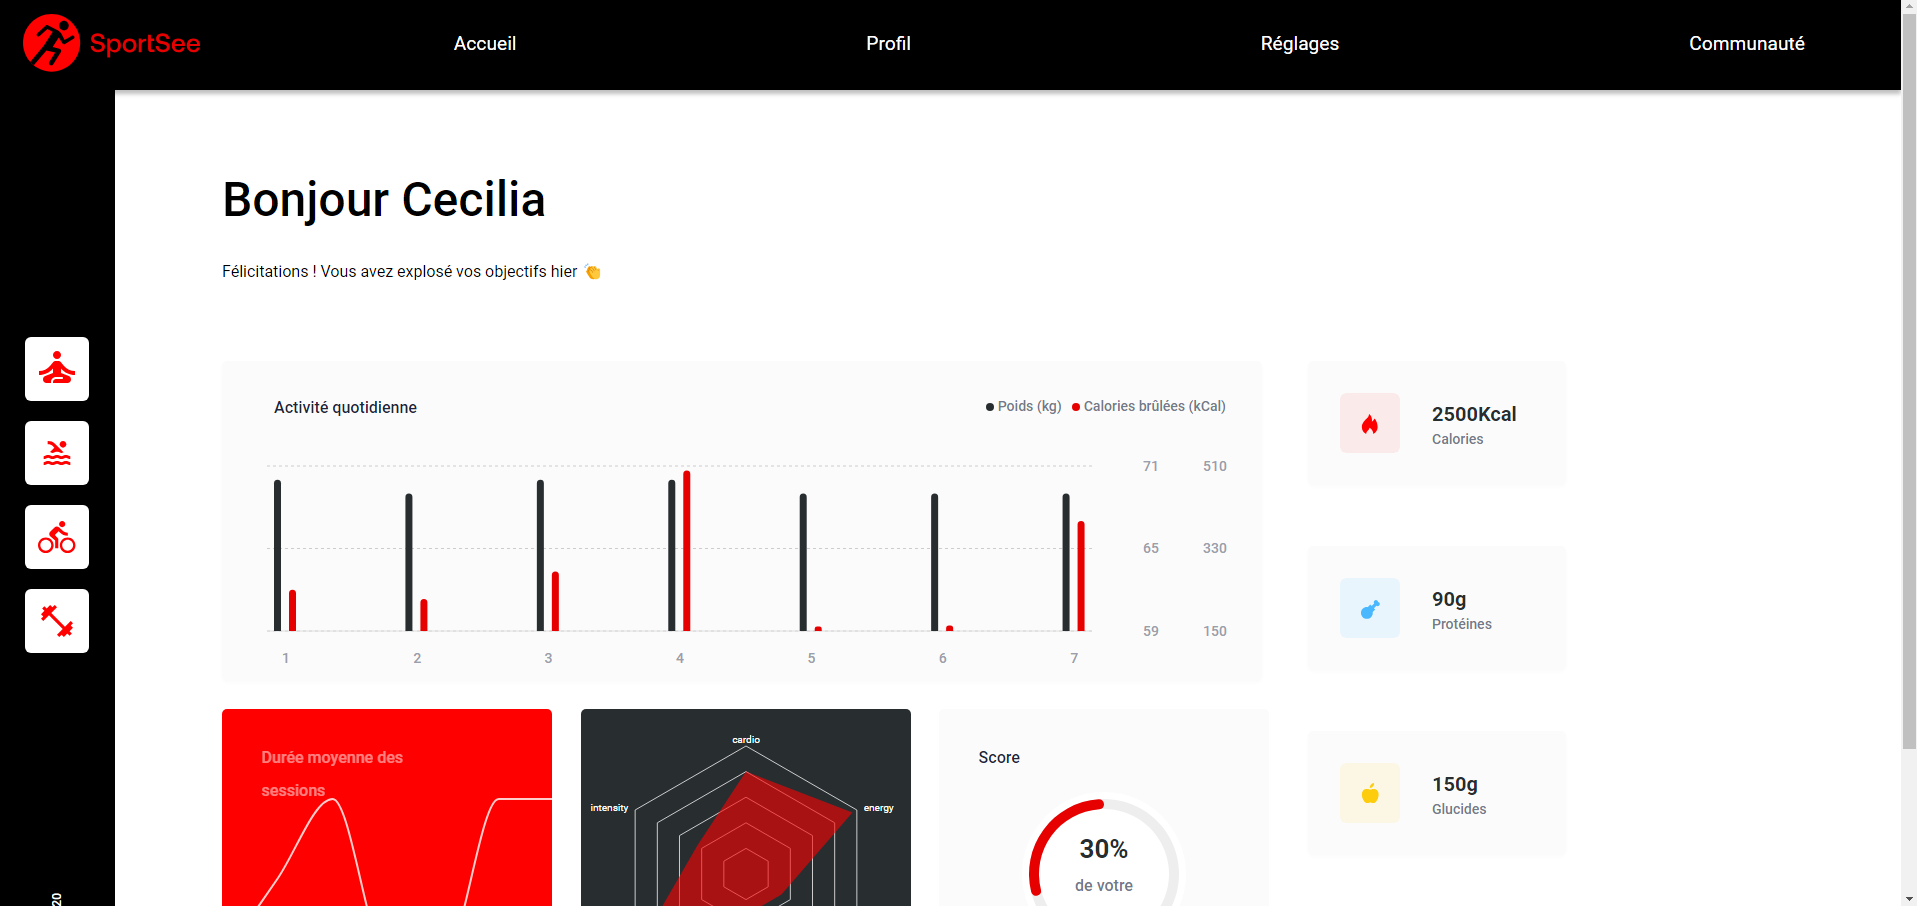 SportSee
Accueil
Profil
Réglages
Communauté
Bonjour Cecilia
Félicitations ! Vous avez explosé vos objectifs hier 👏
Activité quotidienne
Poids (kg)
Calories brûlées (kCal)
71 510
65 330
59 150
1 2 3 4 5 6 7
2500Kcal
Calories
90g
Protéines
150g
Glucides
Durée moyenne des
sessions
cardio
intensity
energy
Score
30%
de votre
20